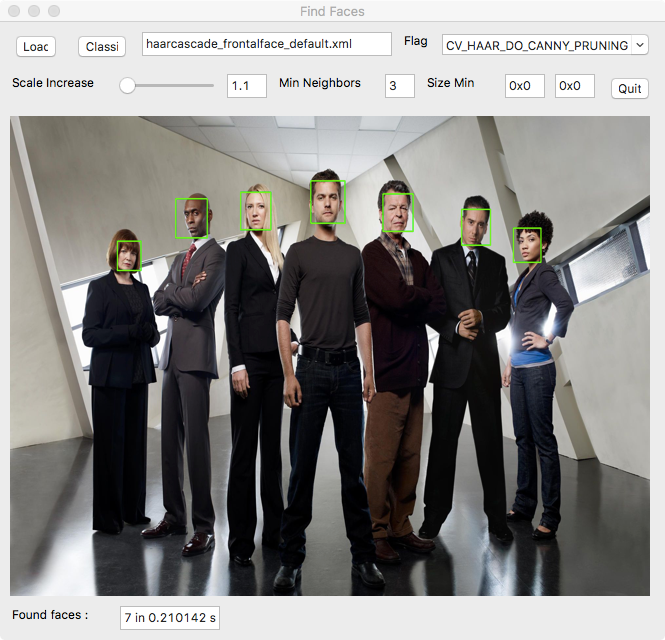 Find Faces
Load
Classi
haarcascade_frontalface_default.xml
Flag
CV_HAAR_DO_CANNY_PRUNING
Scale Increase
1.1
Min Neighbors
3
Size Min
0x0
0x0
Quit
Found faces :
7 in 0.210142 s